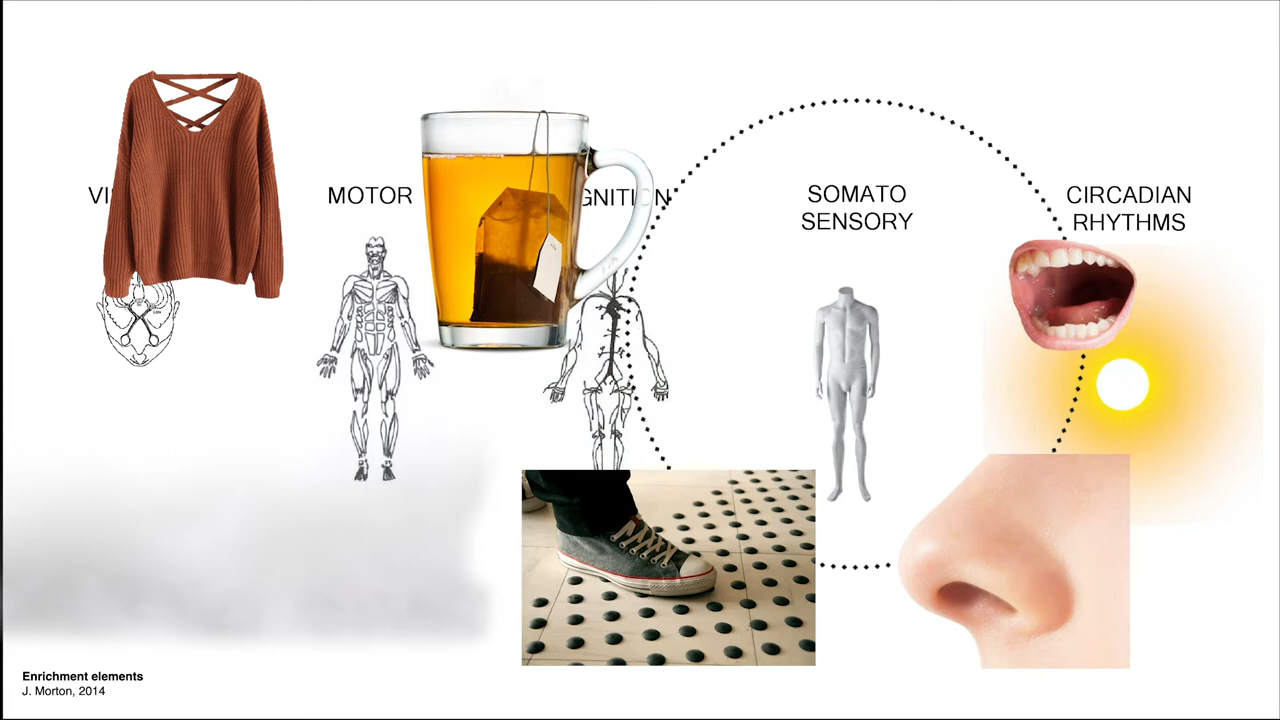 MOTOR
SOMATO
SENSORY
CIRCADIAN
RHYTHMS
Enrichment elements
J. Morton, 2014